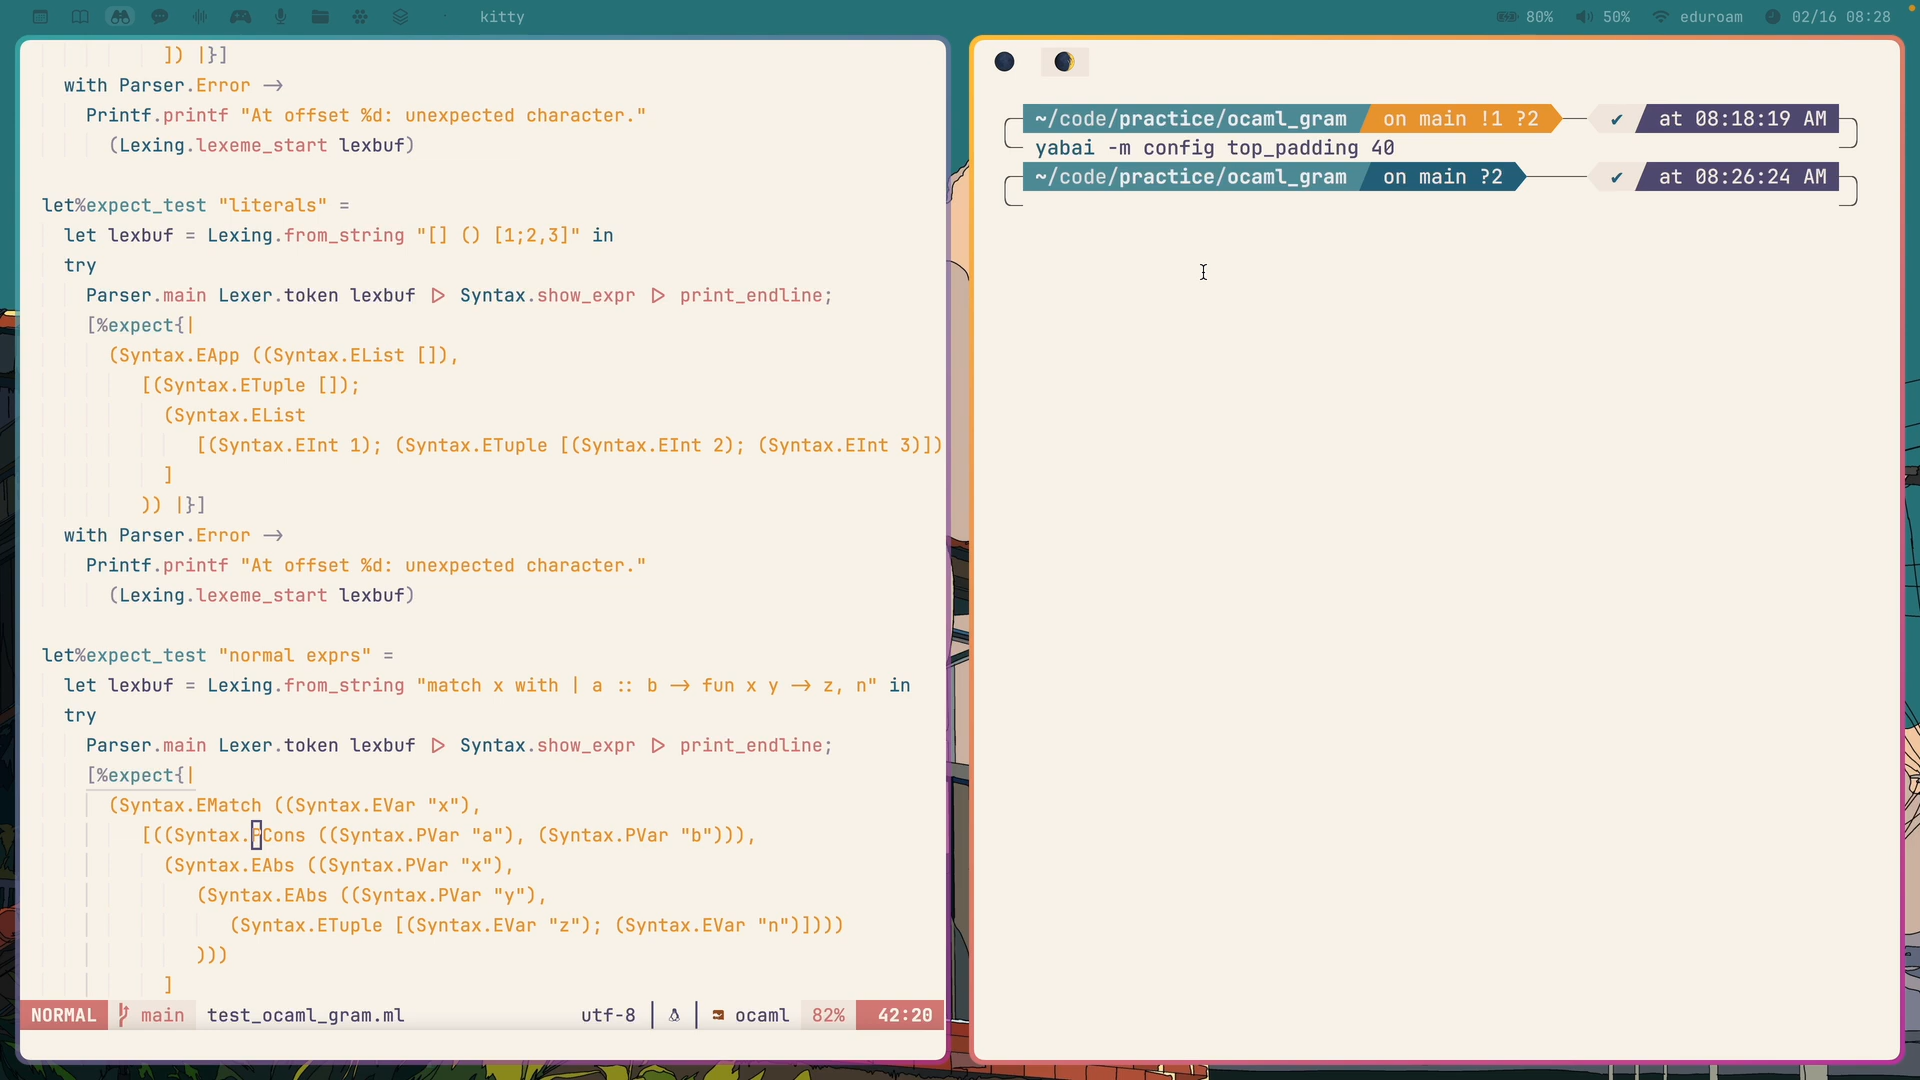 kitty
80% 50% eduroam 02/16 08:28
]) |}]
with Parser.Error ->
Printf.printf "At offset %d: unexpected character."
(Lexing.lexeme_start lexbuf)
let%expect_test "literals" =
let lexbuf = Lexing.from_string "[] () [1;2,3]" in
try
Parser.main Lexer.token lexbuf |> Syntax.show_expr |> print_endline;
[%expect{|
(Syntax.EApp ((Syntax.EList []),
[(Syntax.ETuple []);
(Syntax.EList
[(Syntax.EInt 1); (Syntax.ETuple [(Syntax.EInt 2); (Syntax.EInt 3)])
]
)) |}]
with Parser.Error ->
Printf.printf "At offset %d: unexpected character."
(Lexing.lexeme_start lexbuf)
let%expect_test "normal exprs" =
let lexbuf = Lexing.from_string "match x with | a :: b -> fun x y -> z, n" in
try
Parser.main Lexer.token lexbuf |> Syntax.show_expr |> print_endline;
[%expect{|
(Syntax.EMatch ((Syntax.EVar "x"),
[((Syntax.PCons ((Syntax.PVar "a"), (Syntax.PVar "b"))),
(Syntax.EAbs ((Syntax.PVar "x"),
(Syntax.EAbs ((Syntax.PVar "y"),
(Syntax.ETuple [(Syntax.EVar "z"); (Syntax.EVar "n")])))
)))
]
NORMAL main test_ocaml_gram.ml utf-8 ocaml 82% 42:20
~/code/practice/ocaml_gram on main !1 ?2 ✔ at 08:18:19 AM
yabai -m config top_padding 40
~/code/practice/ocaml_gram on main ?2 ✔ at 08:26:24 AM